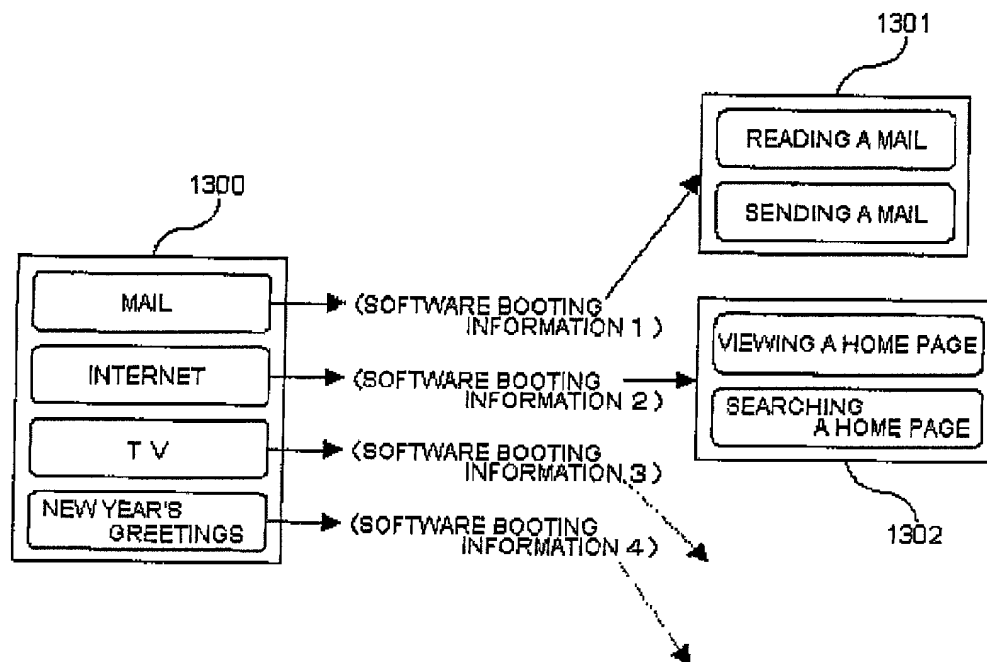 1301
READING A MAIL
SENDING A MAIL
1300
MAIL
INTERNET
TV
NEW YEAR'S
GREETINGS
(SOFTWARE BOOTING
INFORMATION 1)
(SOFTWARE BOOTING
INFORMATION 2)
(SOFTWARE BOOTING
INFORMATION 3)
(SOFTWARE BOOTING
INFORMATION 4)
VIEWING A HOME PAGE
SEARCHING
A HOME PAGE
1302